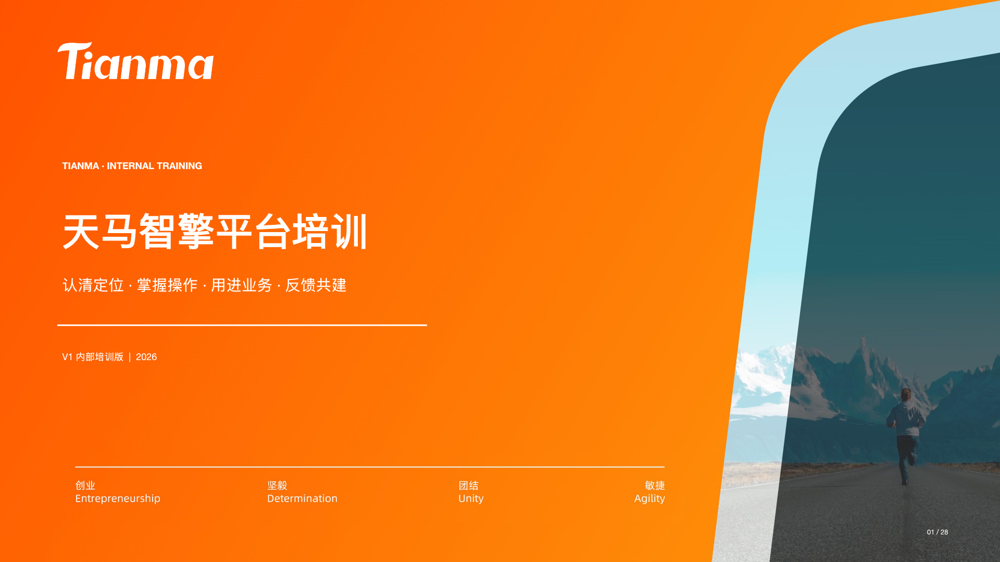 Tianma
TIANMA · INTERNAL TRAINING
天马智擎平台培训
认清定位 · 掌握操作 · 用进业务 · 反馈共建
V1 内部培训版 | 2026
创业
Entrepreneurship
坚毅
Determination
团结
Unity
敏捷
Agility
01 / 28